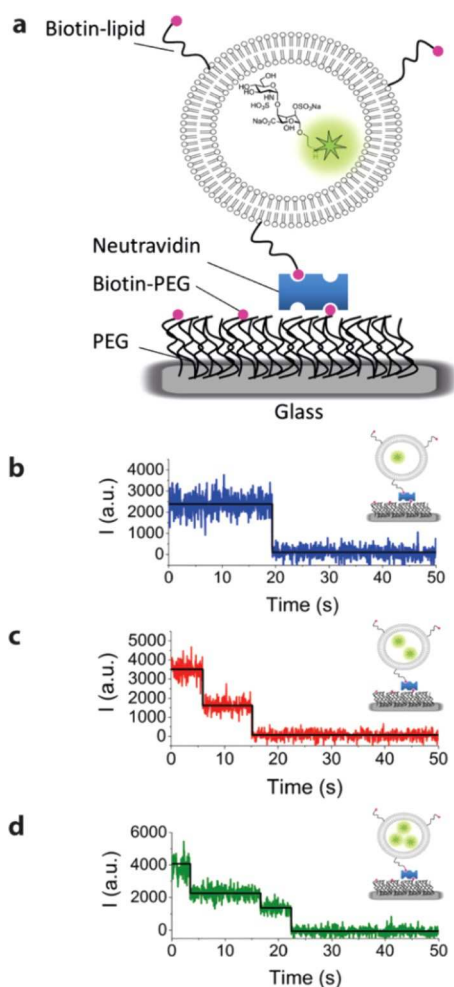 a
Biotin-lipid
OH
HO
HO
HN
HO₃S
OSO₃Na
NaO₂C
OH
H
Neutravidin
Biotin-PEG
PEG
Glass
b
I (a.u.)
4000
3000
2000
1000
0
0 10 20 30 40 50
Time (s)
c
I (a.u.)
5000
4000
3000
2000
1000
0
0 10 20 30 40 50
Time (s)
d
I (a.u.)
6000
4000
2000
0
0 10 20 30 40 50
Time (s)